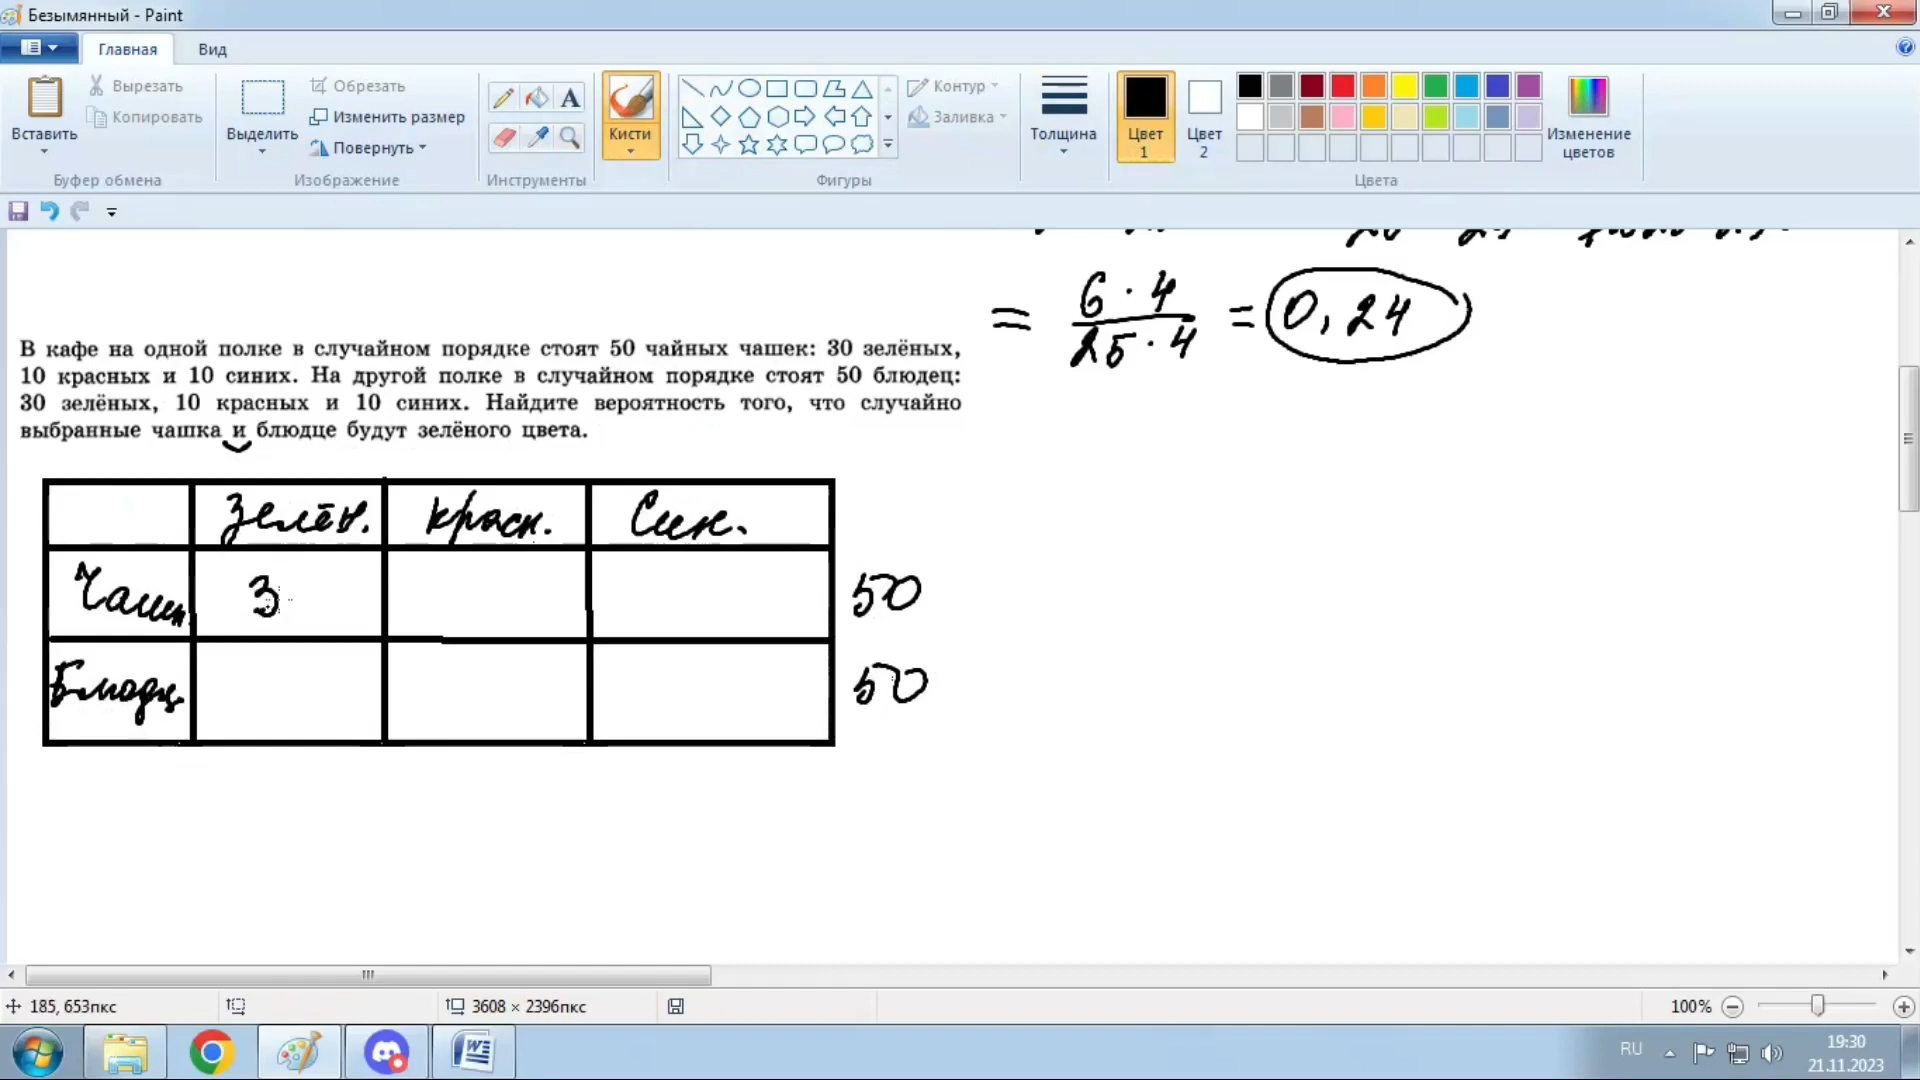 Безымянный - Paint
Главная
Вид
Вставить
Вырезать
Копировать
Буфер обмена
Выделить
Обрезать
Изменить размер
Повернуть
Изображение
Инструменты
Кисти
Фигуры
Контур
Заливка
Толщина
Цвет 1
Цвет 2
Изменение цветов
Цвета
= 6 · 4 / 25 · 4 = 0,24
В кафе на одной полке в случайном порядке стоят 50 чайных чашек: 30 зелёных,
10 красных и 10 синих. На другой полке в случайном порядке стоят 50 блюдец:
30 зелёных, 10 красных и 10 синих. Найдите вероятность того, что случайно
выбранные чашка и блюдце будут зелёного цвета.
Зелён. Красн. Син.
Чашк. 3 50
Блюдц. 50
185, 653пкс
3608 × 2396пкс
100%
RU
19:30
21.11.2023